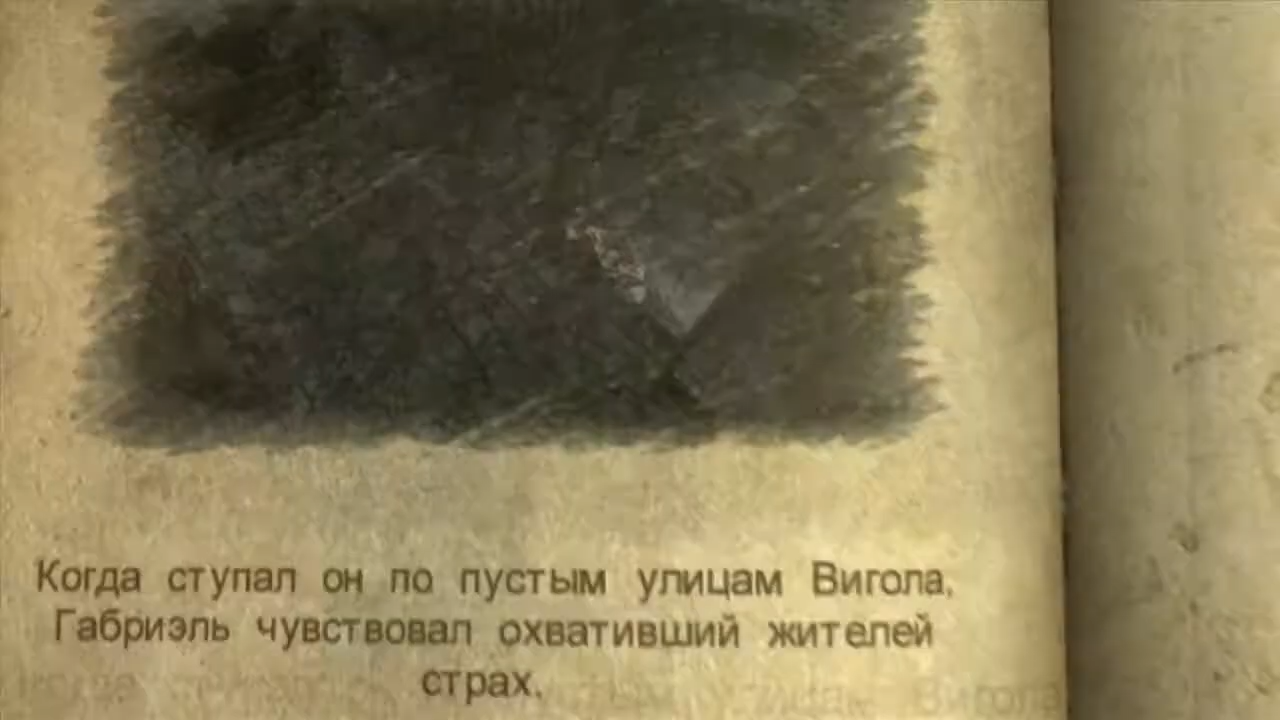 Когда ступал он по пустым улицам Вигола,
Габриэль чувствовал охвативший жителей
страх.